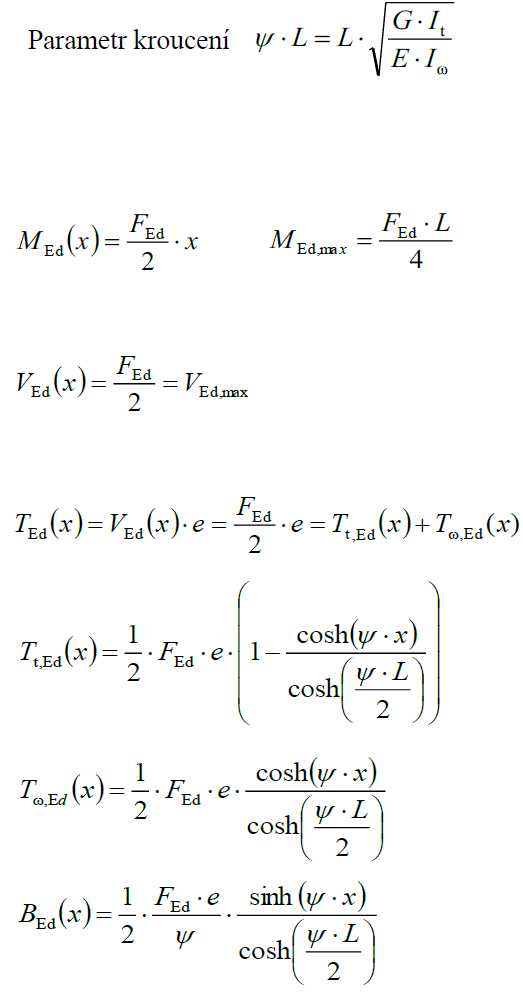 Parametr kroucení ψ · L = L · √(G · I_t / E · I_ω)
M_Ed(x) = F_Ed / 2 · x M_Ed,max = F_Ed · L / 4
V_Ed(x) = F_Ed / 2 = V_Ed,max
T_Ed(x) = V_Ed(x) · e = F_Ed / 2 · e = T_t,Ed(x) + T_ω,Ed(x)
T_t,Ed(x) = 1 / 2 · F_Ed · e · (1 − cosh(ψ · x) / cosh(ψ · L / 2))
T_ω,Ed(x) = 1 / 2 · F_Ed · e · cosh(ψ · x) / cosh(ψ · L / 2)
B_Ed(x) = 1 / 2 · F_Ed · e / ψ · sinh(ψ · x) / cosh(ψ · L / 2)